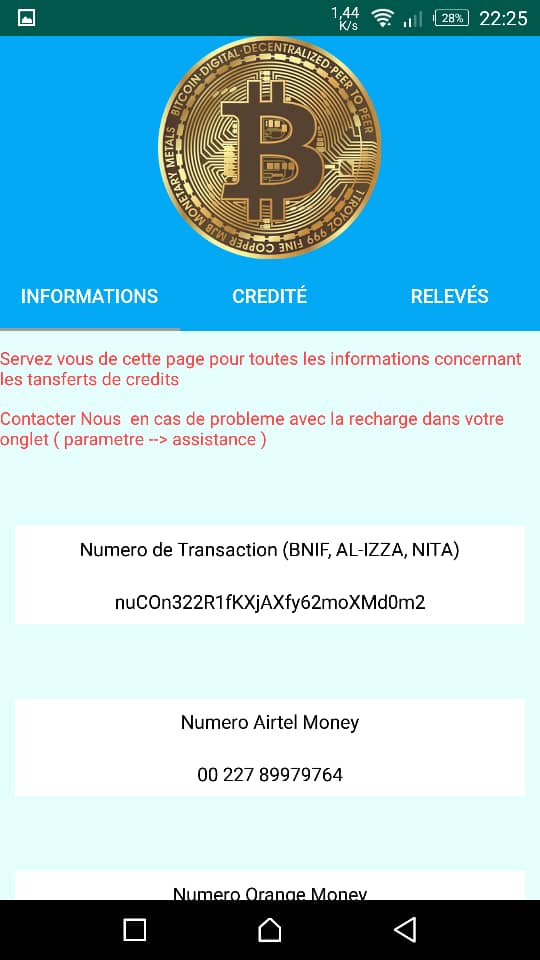 1,44
K/s
28%
22:25
BITCOIN·DIGITAL·DECENTRALIZED PEER TO PEER
1 TROYOZ 999 FINE COPPER MJB MONETARY METALS
B
INFORMATIONS
CREDITÉ
RELEVÉS
Servez vous de cette page pour toutes les informations concernant
les tansferts de credits
Contacter Nous  en cas de probleme avec la recharge dans votre
onglet ( parametre --> assistance )
Numero de Transaction (BNIF, AL-IZZA, NITA)
nuCOn322R1fKXjAXfy62moXMd0m2
Numero Airtel Money
00 227 89979764
Numero Orange Money